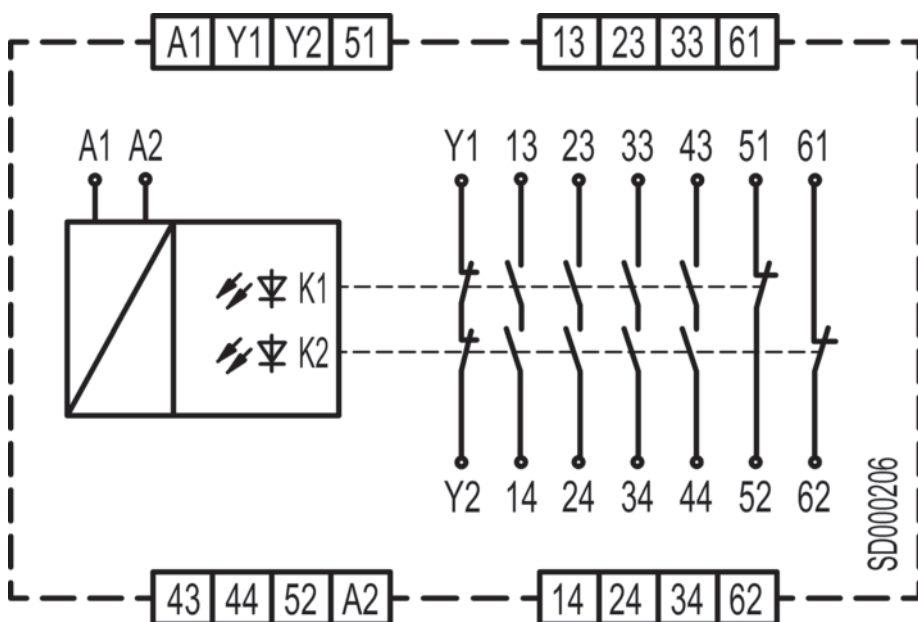 A1 Y1 Y2 51 13 23 33 61
A1 A2 Y1 13 23 33 43 51 61
K1
K2
Y2 14 24 34 44 52 62
SD000206
43 44 52 A2 14 24 34 62